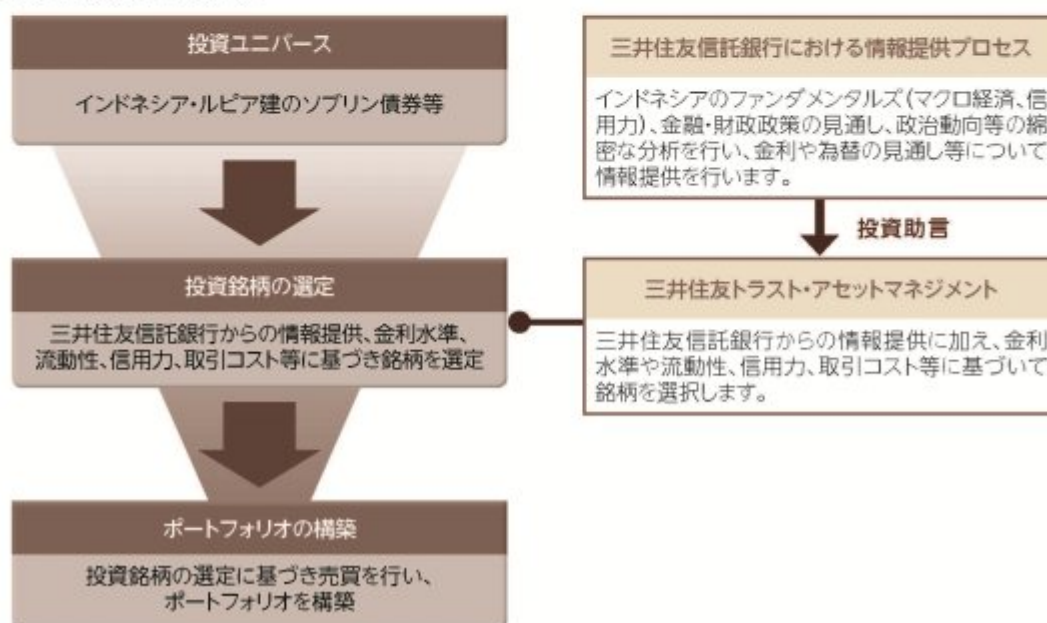 投資ユニバース
インドネシア・ルピア建のソブリン債券等
投資銘柄の選定
三井住友信託銀行からの情報提供、金利水準、
流動性、信用力、取引コスト等に基づき銘柄を選定
ポートフォリオの構築
投資銘柄の選定に基づき売買を行い、
ポートフォリオを構築
三井住友信託銀行における情報提供プロセス
インドネシアのファンダメンタルズ(マクロ経済、信
用力)、金融・財政政策の見通し、政治動向等の綿
密な分析を行い、金利や為替の見通し等について
情報提供を行います。
投資助言
三井住友トラスト・アセットマネジメント
三井住友信託銀行からの情報提供に加え、金利
水準や流動性、信用力、取引コスト等に基づいて
銘柄を選択します。